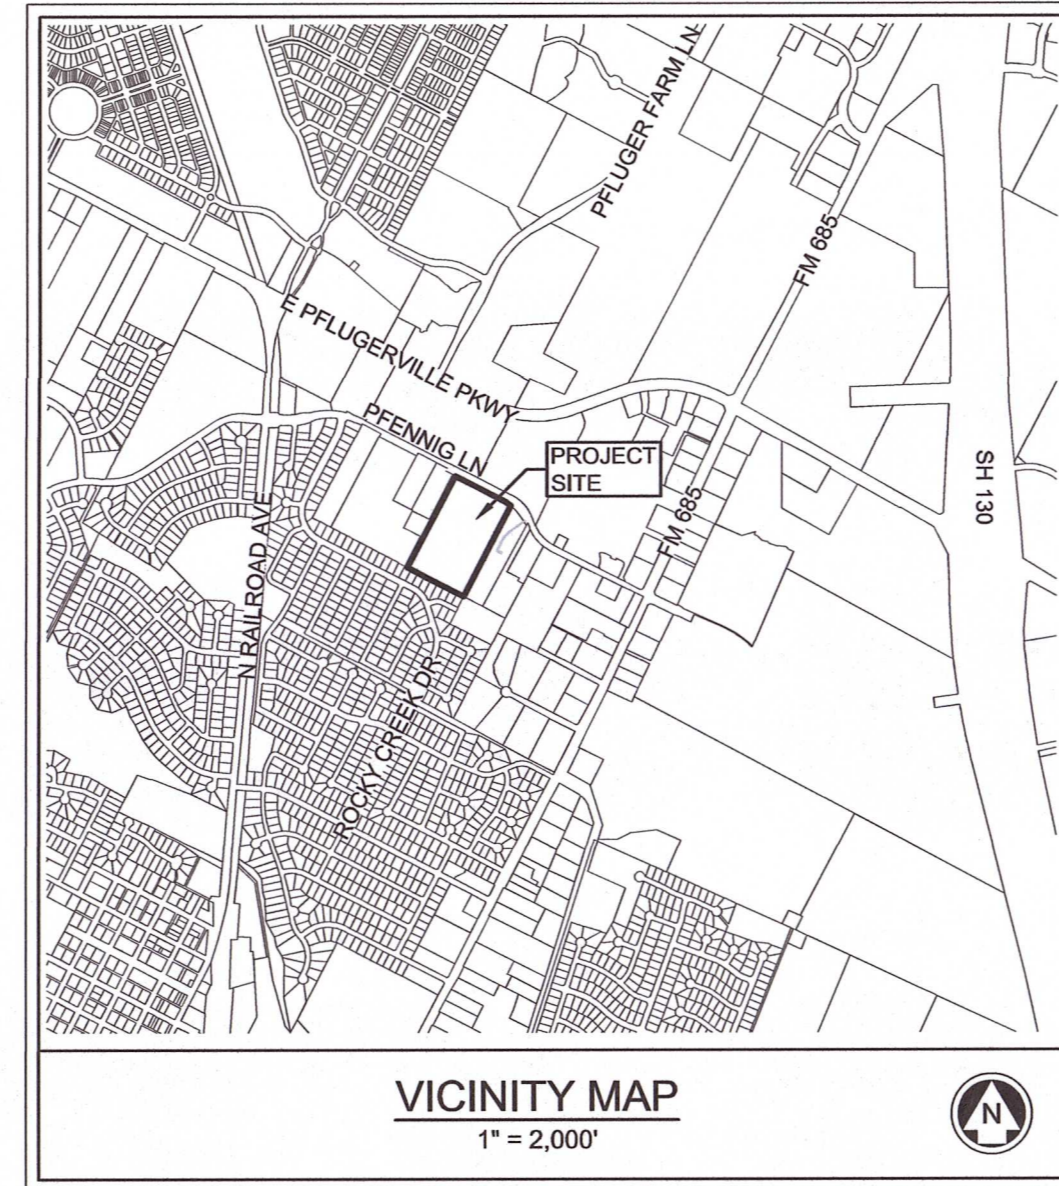 PFLUGER FARM LN
FM 685
E PFLUGERVILLE PKWY
PFENNIG LN
PROJECT
SITE
SH 130
FM 685
N RAILROAD AVE
ROCKY CREEK DR
VICINITY MAP
1" = 2,000'
N